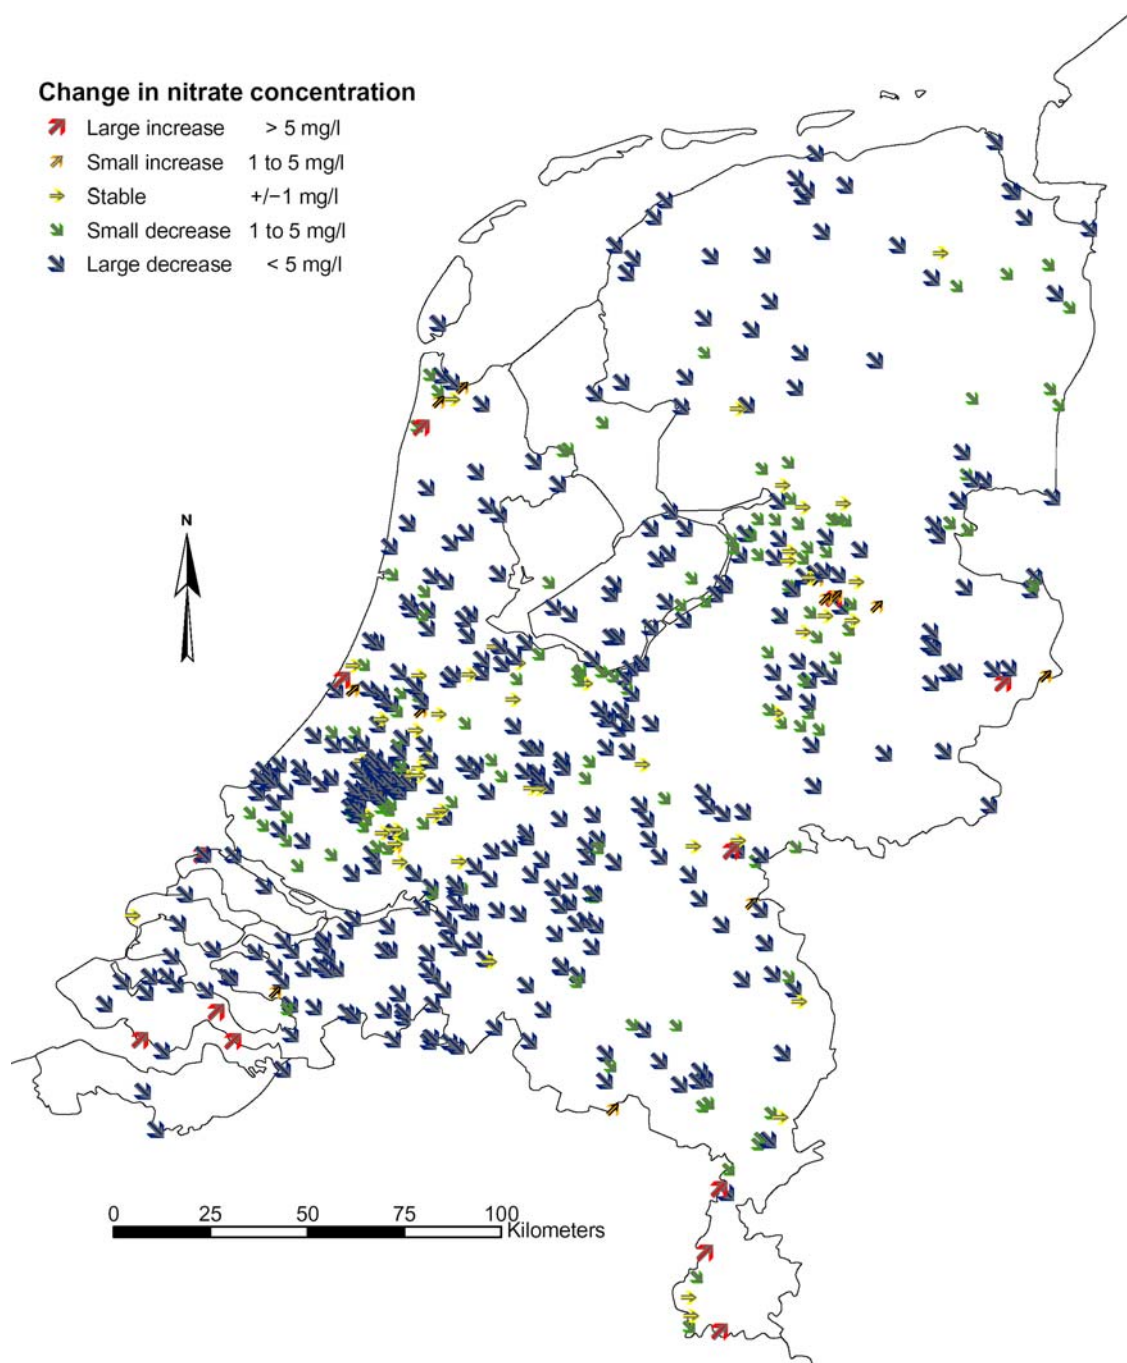 Change in nitrate concentration
Large increase > 5 mg/l
Small increase 1 to 5 mg/l
Stable +/−1 mg/l
Small decrease 1 to 5 mg/l
Large decrease < 5 mg/l
N
0 25 50 75 100
Kilometers